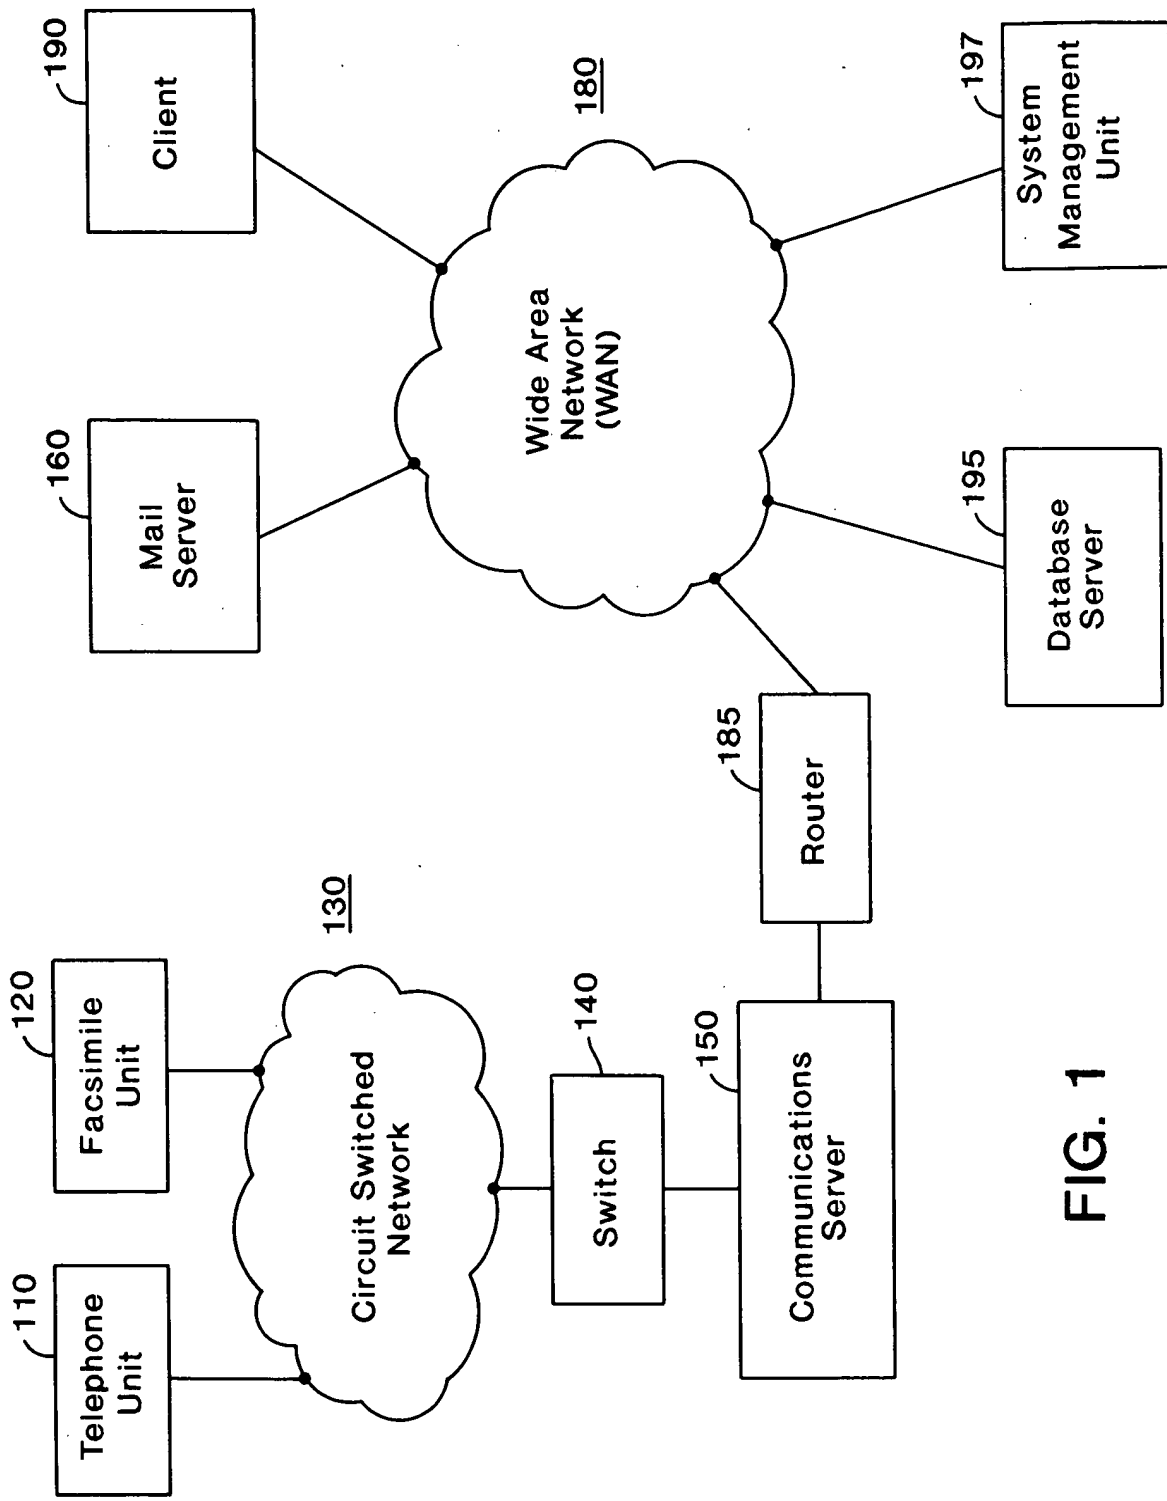 110
Telephone
Unit
120
Facsimile
Unit
160
Mail
Server
190
Client
130
Circuit Switched
Network
180
Wide Area
Network
(WAN)
140
Switch
185
Router
150
Communications
Server
195
Database
Server
197
System
Management
Unit
FIG. 1